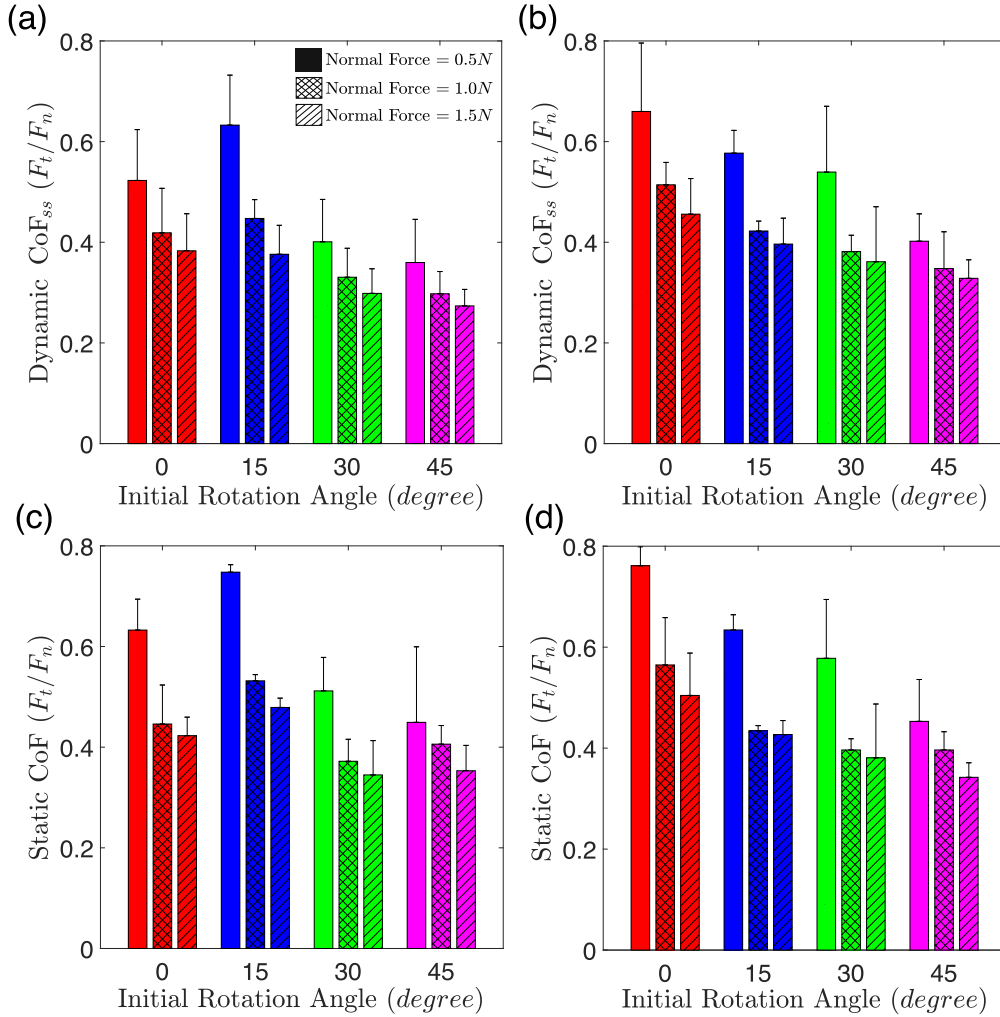 (a)
0.8
0.6
0.4
0.2
0
Dynamic CoF_{ss} (F_t/F_n)
Normal Force = 0.5N
Normal Force = 1.0N
Normal Force = 1.5N
0 15 30 45
Initial Rotation Angle (degree)
(b)
0.8
0.6
0.4
0.2
0
Dynamic CoF_{ss} (F_t/F_n)
0 15 30 45
Initial Rotation Angle (degree)
(c)
0.8
0.6
0.4
0.2
0
Static CoF (F_t/F_n)
0 15 30 45
Initial Rotation Angle (degree)
(d)
0.8
0.6
0.4
0.2
0
Static CoF (F_t/F_n)
0 15 30 45
Initial Rotation Angle (degree)